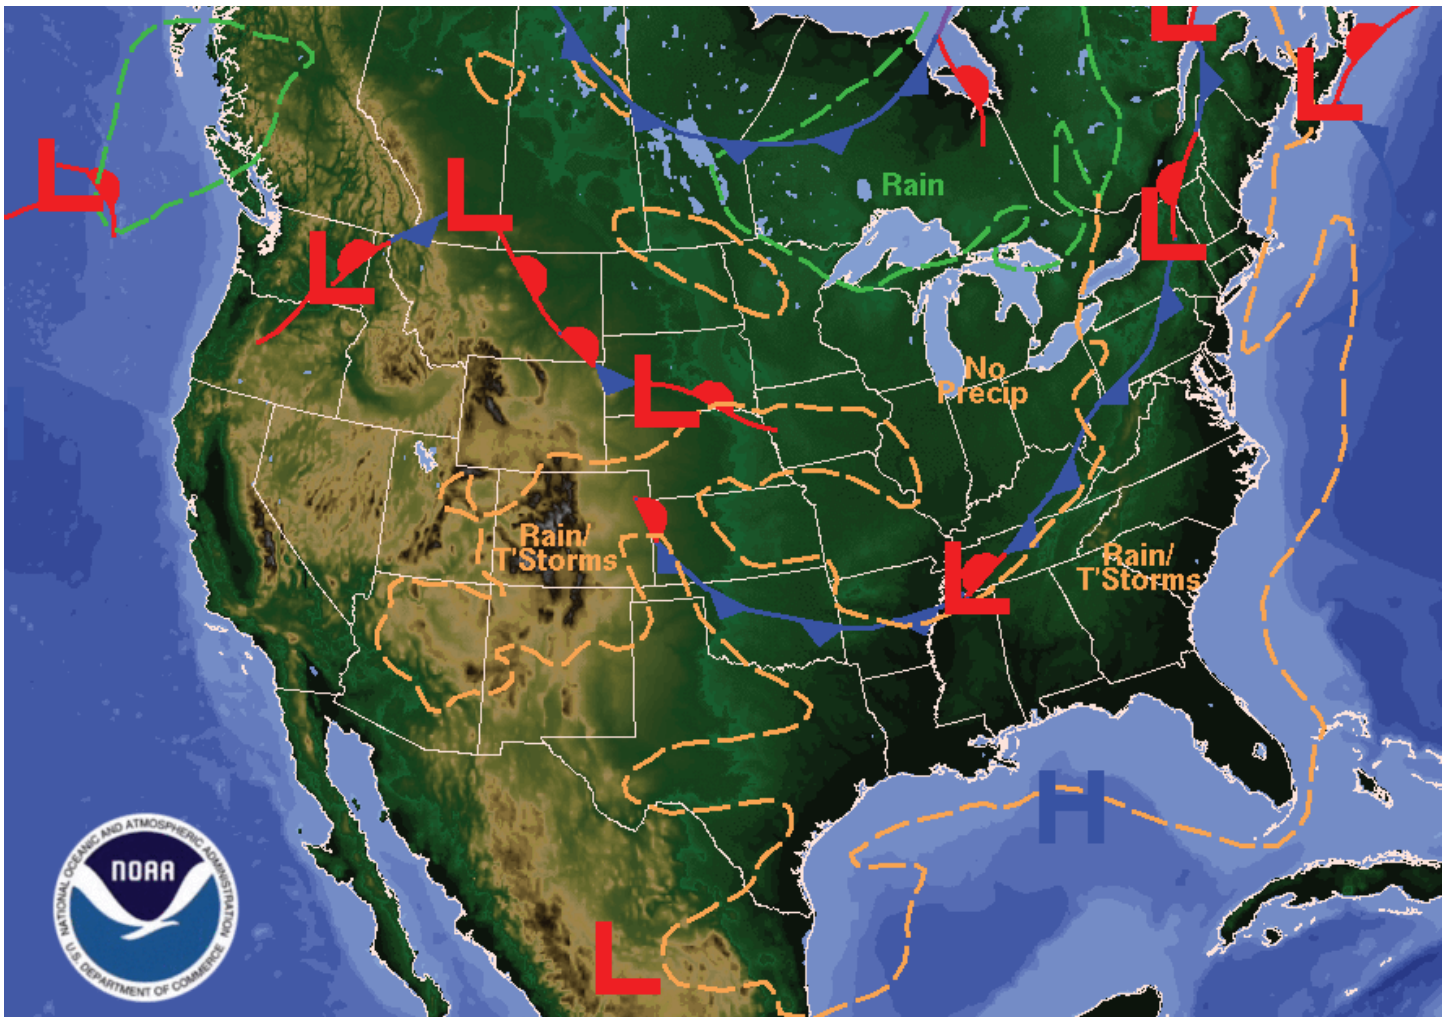 L
L
L
L
L
L
Rain
L
L
No
Precip
Rain/
T'Storms
Rain/
T'Storms
L
H
L
NATIONAL OCEANIC AND ATMOSPHERIC ADMINISTRATION
NOAA
U.S. DEPARTMENT OF COMMERCE